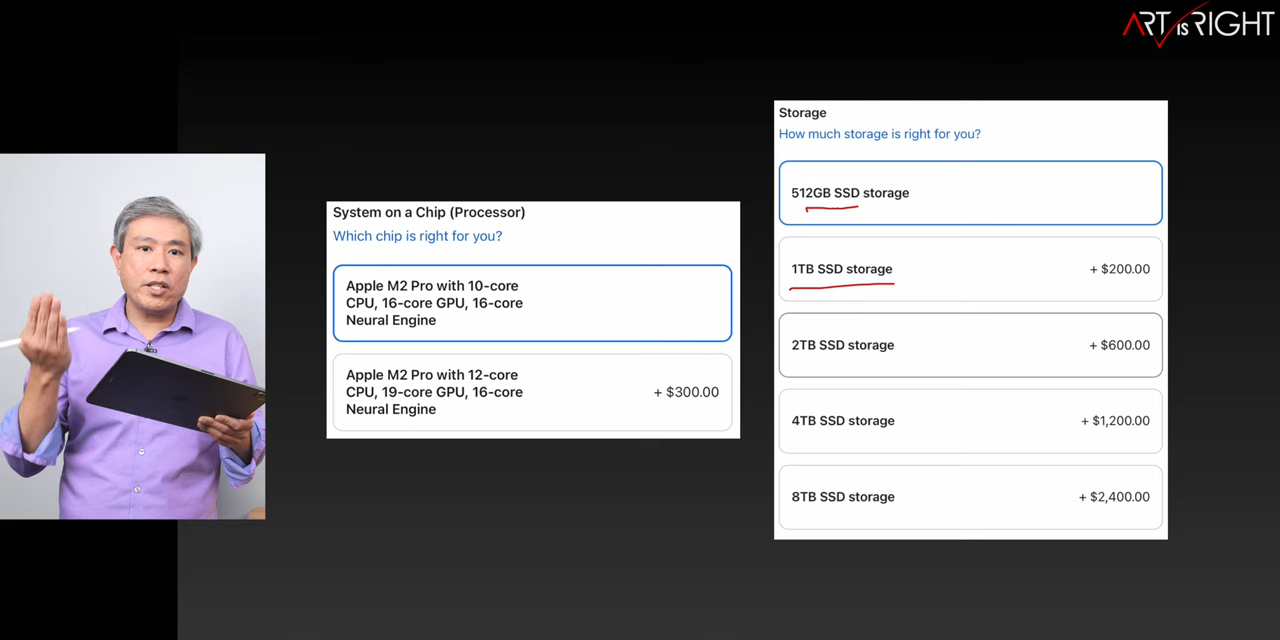 ART IS RIGHT
System on a Chip (Processor)
Which chip is right for you?
Apple M2 Pro with 10-core
CPU, 16-core GPU, 16-core
Neural Engine
Apple M2 Pro with 12-core
CPU, 19-core GPU, 16-core
Neural Engine
+ $300.00
Storage
How much storage is right for you?
512GB SSD storage
1TB SSD storage + $200.00
2TB SSD storage + $600.00
4TB SSD storage + $1,200.00
8TB SSD storage + $2,400.00